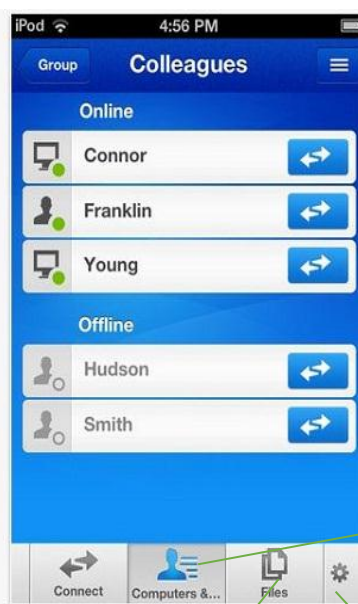 iPod 4:56 PM
Group Colleagues
Online
Connor
Franklin
Young
Offline
Hudson
Smith
Connect Computers &... Files